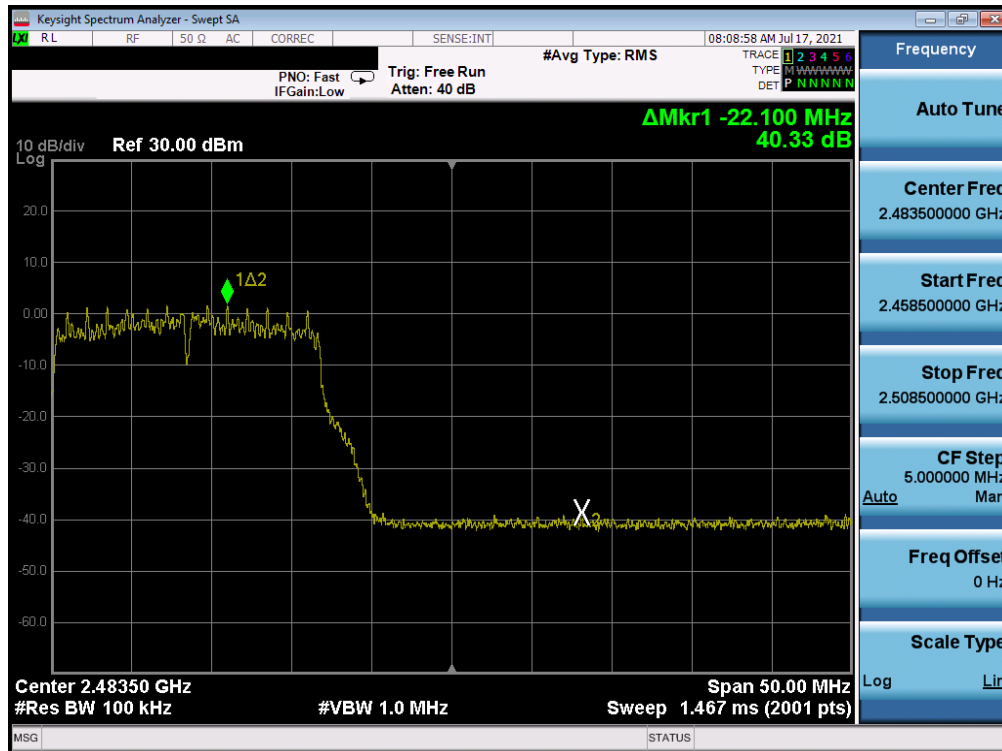 Keysight Spectrum Analyzer - Swept SA
LXI RL RF 50 Ω AC CORREC SENSE:INT 08:08:58 AM Jul 17, 2021
Frequency
#Avg Type: RMS TRACE 1 2 3 4 5 6
PNO: Fast Trig: Free Run TYPE M WWWWW
IFGain:Low Atten: 40 dB DET P N N N N N
Auto Tune
ΔMkr1 -22.100 MHz
10 dB/div Ref 30.00 dBm 40.33 dB
Log
Center Freq
2.483500000 GHz
20.0
10.0
1Δ2
Start Freq
2.458500000 GHz
0.00
-10.0
Stop Freq
2.508500000 GHz
-20.0
-30.0
CF Step
5.000000 MHz
Auto Man
-40.0
X2
-50.0
Freq Offset
0 Hz
-60.0
Scale Type
Log Lin
Center 2.48350 GHz Span 50.00 MHz
#Res BW 100 kHz #VBW 1.0 MHz Sweep 1.467 ms (2001 pts)
MSG STATUS